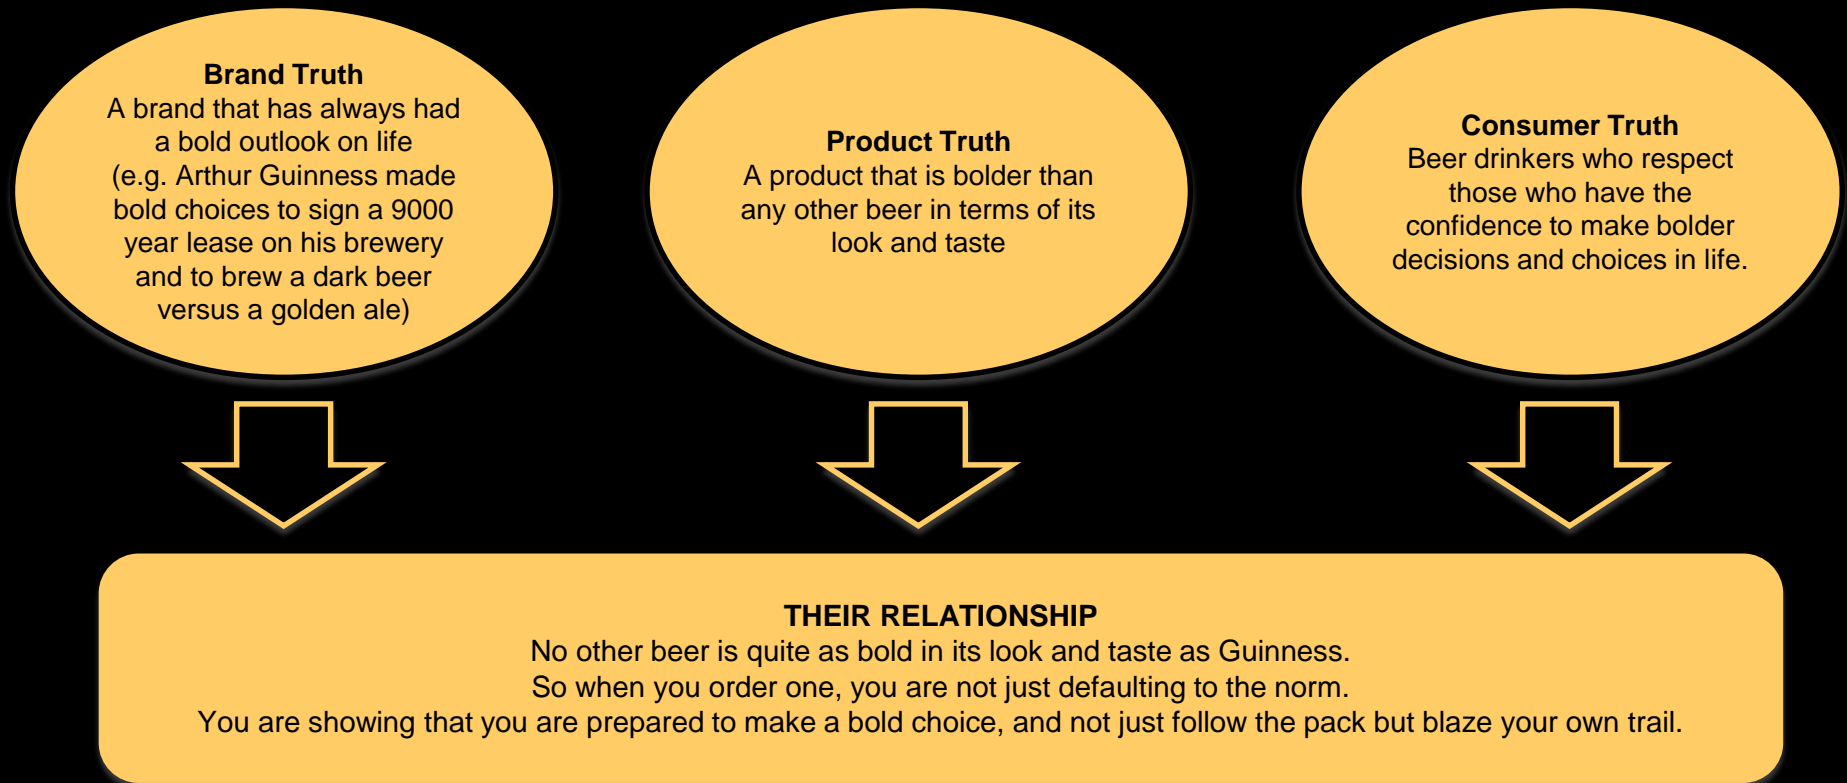 Brand Truth
A brand that has always had
a bold outlook on life
(e.g. Arthur Guinness made
bold choices to sign a 9000
year lease on his brewery
and to brew a dark beer
versus a golden ale)
Product Truth
A product that is bolder than
any other beer in terms of its
look and taste
Consumer Truth
Beer drinkers who respect
those who have the
confidence to make bolder
decisions and choices in life.
THEIR RELATIONSHIP
No other beer is quite as bold in its look and taste as Guinness.
So when you order one, you are not just defaulting to the norm.
You are showing that you are prepared to make a bold choice, and not just follow the pack but blaze your own trail.